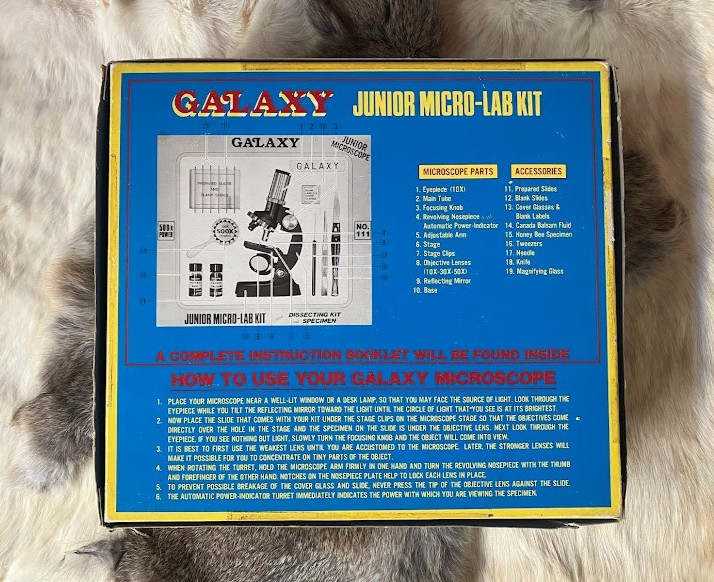 GALAXY JUNIOR MICRO-LAB KIT
GALAXY
JUNIOR
MICROSCOPE
GALAXY
PREPARED SLIDES
AND
BLANK SLIDES
500X
POWER
500X
NO.
111
JUNIOR MICRO-LAB KIT
DISSECTING KIT
SPECIMEN
MICROSCOPE PARTS
1. Eyepiece (10X)
2. Main Tube
3. Focusing Knob
4. Revolving Nosepiece
Automatic Power-Indicator
5. Adjustable Arm
6. Stage
7. Stage Clips
8. Objective Lenses
(10X-30X-50X)
9. Reflecting Mirror
10. Base
ACCESSORIES
11. Prepared Slides
12. Blank Slides
13. Cover Glasses &
Blank Labels
14. Canada Balsam Fluid
15. Honey Bee Specimen
16. Tweezers
17. Needle
18. Knife
19. Magnifying Glass
A COMPLETE INSTRUCTION BOOKLET WILL BE FOUND INSIDE
HOW TO USE YOUR GALAXY MICROSCOPE
1. PLACE YOUR MICROSCOPE NEAR A WELL-LIT WINDOW OR A DESK LAMP, SO THAT YOU MAY FACE THE SOURCE OF LIGHT. LOOK THROUGH THE
EYEPIECE WHILE YOU TILT THE REFLECTING MIRROR TOWARD THE LIGHT UNTIL THE CIRCLE OF LIGHT THAT YOU SEE IS AT ITS BRIGHTEST.
2. NOW PLACE THE SLIDE THAT COMES WITH YOUR KIT UNDER THE STAGE CLIPS ON THE MICROSCOPE STAGE SO THAT THE OBJECTIVES COME
DIRECTLY OVER THE HOLE IN THE STAGE AND THE SPECIMEN ON THE SLIDE IS UNDER THE OBJECTIVE LENS. NEXT LOOK THROUGH THE
EYEPIECE. IF YOU SEE NOTHING BUT LIGHT, SLOWLY TURN THE FOCUSING KNOB AND THE OBJECT WILL COME INTO VIEW.
3. IT IS BEST TO FIRST USE THE WEAKEST LENS UNTIL YOU ARE ACCUSTOMED TO THE MICROSCOPE. LATER, THE STRONGER LENSES WILL
MAKE IT POSSIBLE FOR YOU TO CONCENTRATE ON TINY PARTS OF THE OBJECT.
4. WHEN ROTATING THE TURRET, HOLD THE MICROSCOPE ARM FIRMLY IN ONE HAND AND TURN THE REVOLVING NOSEPIECE WITH THE THUMB
AND FOREFINGER OF THE OTHER HAND. NOTCHES ON THE NOSEPIECE PLATE HELP TO LOCK EACH LENS IN PLACE.
5. TO PREVENT POSSIBLE BREAKAGE OF THE COVER GLASS AND SLIDE, NEVER PRESS THE TIP OF THE OBJECTIVE LENS AGAINST THE SLIDE.
6. THE AUTOMATIC POWER-INDICATOR TURRET IMMEDIATELY INDICATES THE POWER WITH WHICH YOU ARE VIEWING THE SPECIMEN.